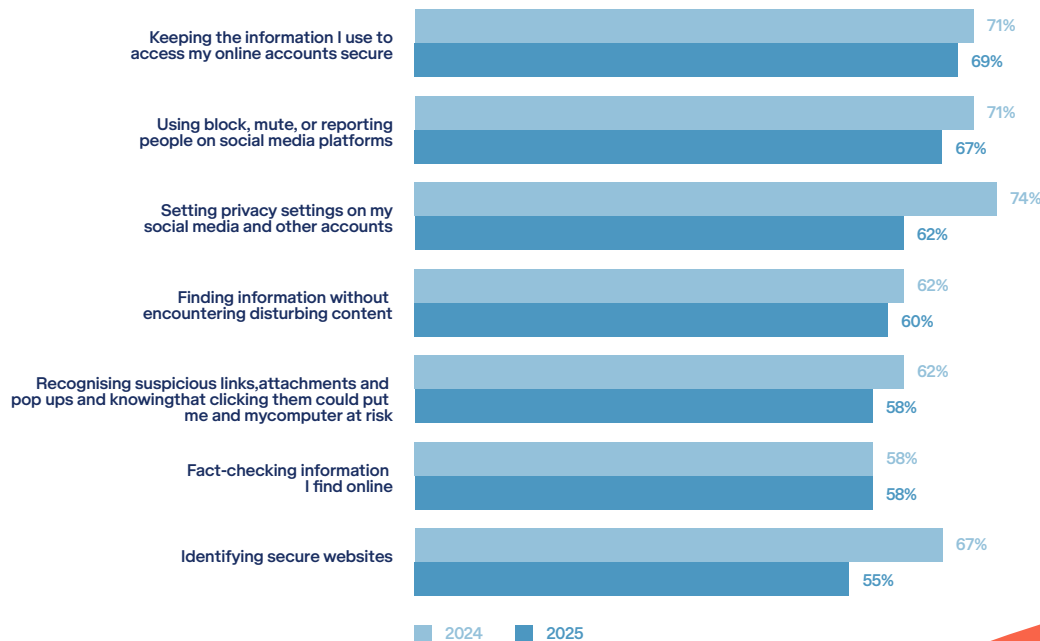 Keeping the information I use to
access my online accounts secure
71%
69%
Using block, mute, or reporting
people on social media platforms
71%
67%
Setting privacy settings on my
social media and other accounts
74%
62%
Finding information without
encountering disturbing content
62%
60%
Recognising suspicious links,attachments and
pop ups and knowingthat clicking them could put
me and mycomputer at risk
62%
58%
Fact-checking information
I find online
58%
58%
Identifying secure websites
67%
55%
2024 2025